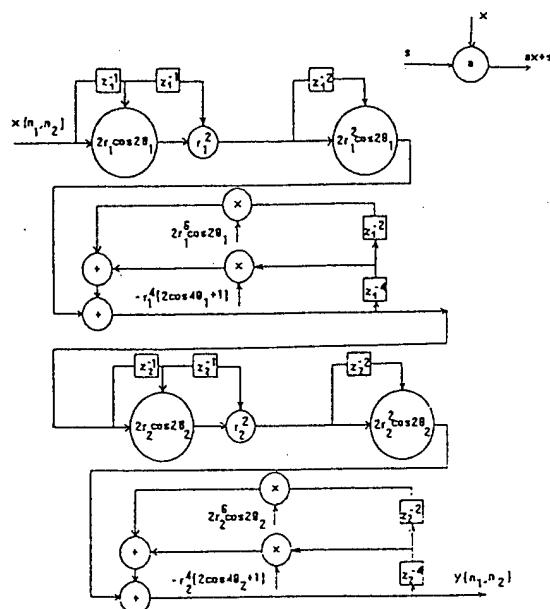 x
s
a
ax+s
z₁⁻¹
z₁⁻¹
z₁⁻²
x(n₁,n₂)
2r₁cos2θ₁
r₁²
2r₁²cos2θ₁
×
2r₁⁶cos2θ₁
z₁⁻²
+
×
-r₁⁴(2cos4θ₁+1)
z₁⁻⁴
+
z₂⁻¹
z₂⁻¹
z₂⁻²
2r₂cos2θ₂
r₂²
2r₂²cos2θ₂
×
2r₂⁶cos2θ₂
z₂⁻²
+
×
-r₂⁴(2cos4θ₂+1)
z₂⁻⁴
+
y(n₁,n₂)